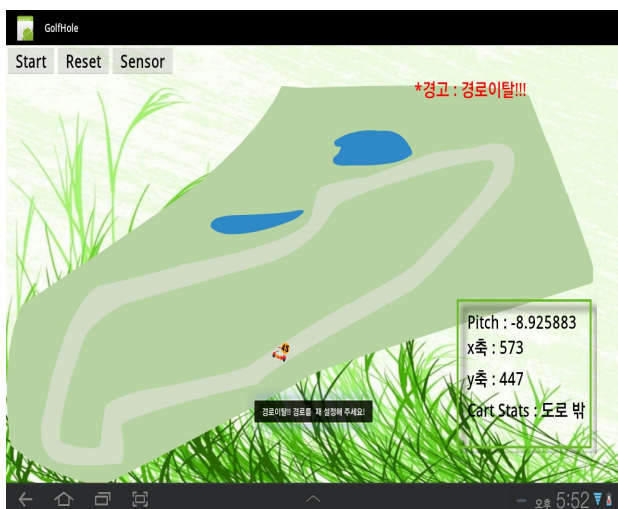 GolfHole
Start Reset Sensor
*경고 : 경로이탈!!!
Pitch : -8.925883
x축 : 573
y축 : 447
Cart Stats : 도로 밖
경로이탈!! 경로를 재 설정해 주세요!
오후 5:52